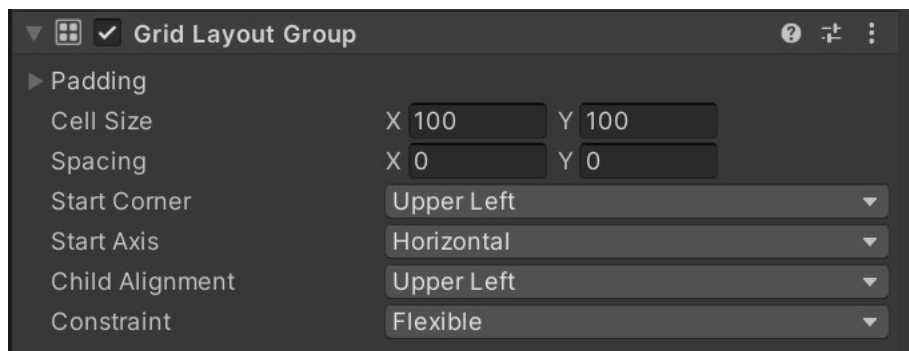 Grid Layout Group
Padding
Cell Size X 100 Y 100
Spacing X 0 Y 0
Start Corner Upper Left
Start Axis Horizontal
Child Alignment Upper Left
Constraint Flexible